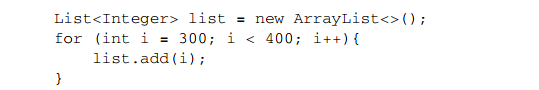 List<Integer> list = new ArrayList<>();
for (int i = 300; i < 400; i++){
    list.add(i);
}